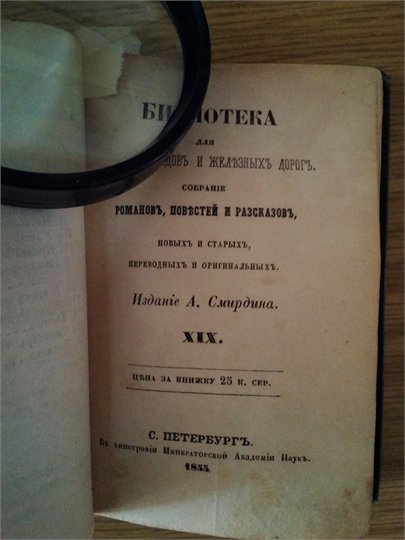 БИБЛІОТЕКА
ДЛЯ
И ЖЕЛѢЗНЫХЪ ДОРОГЪ.
СОБРАНІЕ
РОМАНОВЪ, ПОВѢСТЕЙ И РАЗСКАЗОВЪ,
НОВЫХЪ И СТАРЫХЪ,
ПЕРЕВОДНЫХЪ И ОРИГИНАЛЬНЫХЪ.
Изданіе А. Смирдина.
XIX.
ЦѢНА ЗА КНИЖКУ 25 К. СЕР.
С. ПЕТЕРБУРГЪ.
Въ типографіи Императорской Академіи Наукъ.
1855.